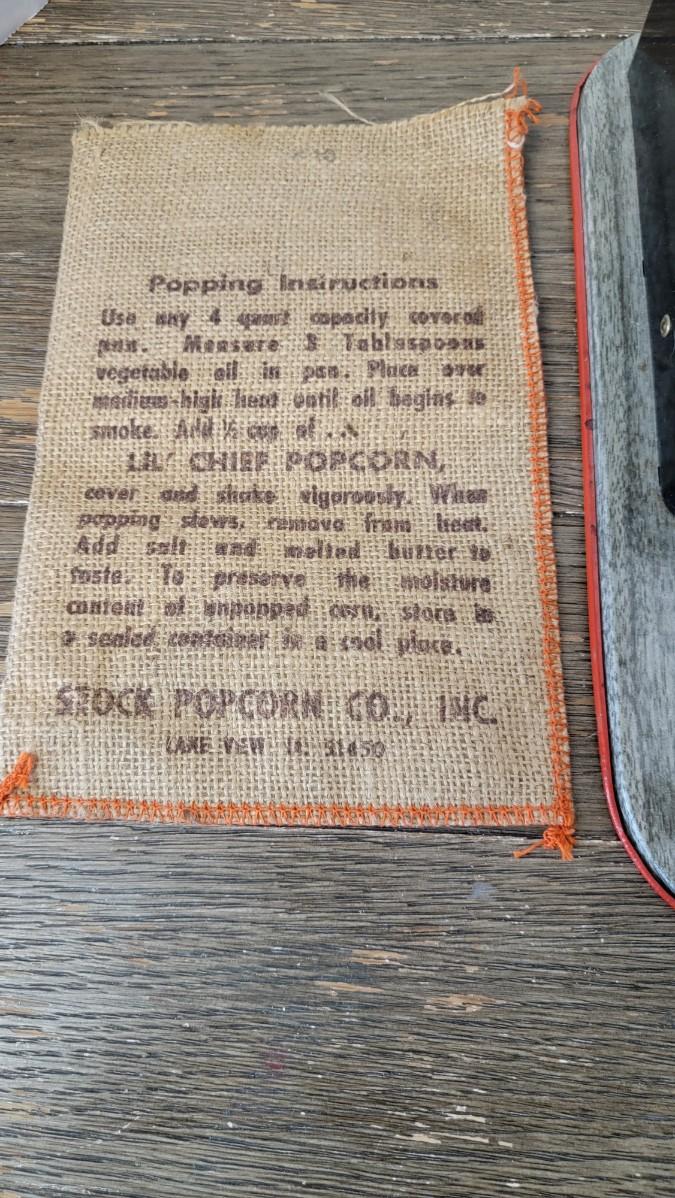 Popping Instructions
Use any 4 quart capacity covered
pan. Measure 3 Tablespoons
vegetable oil in pan. Place over
medium-high heat until oil begins to
smoke. Add ½ cup of ...
LIL' CHIEF POPCORN,
cover and shake vigorously. When
popping slows, remove from heat.
Add salt and melted butter to
taste. To preserve the moisture
content of unpopped corn, store in
a sealed container in a cool place.
STOCK POPCORN CO., INC.
LAKE VIEW IA. 51450